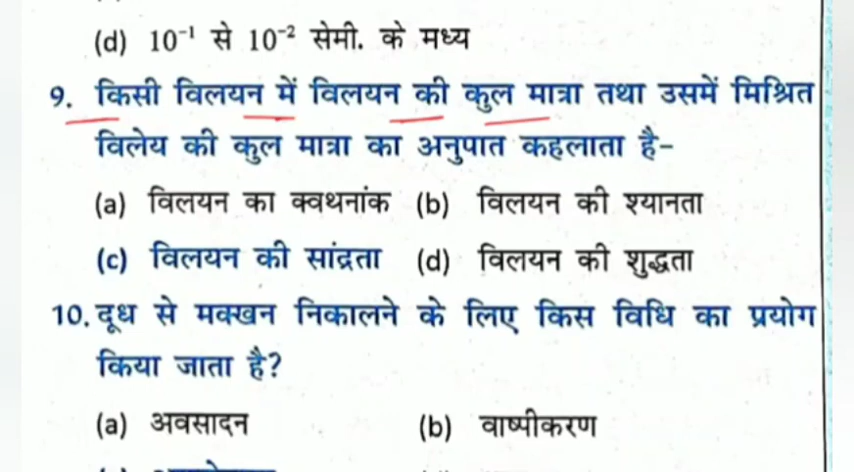 (d) 10⁻¹ से 10⁻² सेमी. के मध्य
9. किसी विलयन में विलयन की कुल मात्रा तथा उसमें मिश्रित
विलेय की कुल मात्रा का अनुपात कहलाता है-
(a) विलयन का क्वथनांक (b) विलयन की श्यानता
(c) विलयन की सांद्रता (d) विलयन की शुद्धता
10. दूध से मक्खन निकालने के लिए किस विधि का प्रयोग
किया जाता है?
(a) अवसादन (b) वाष्पीकरण